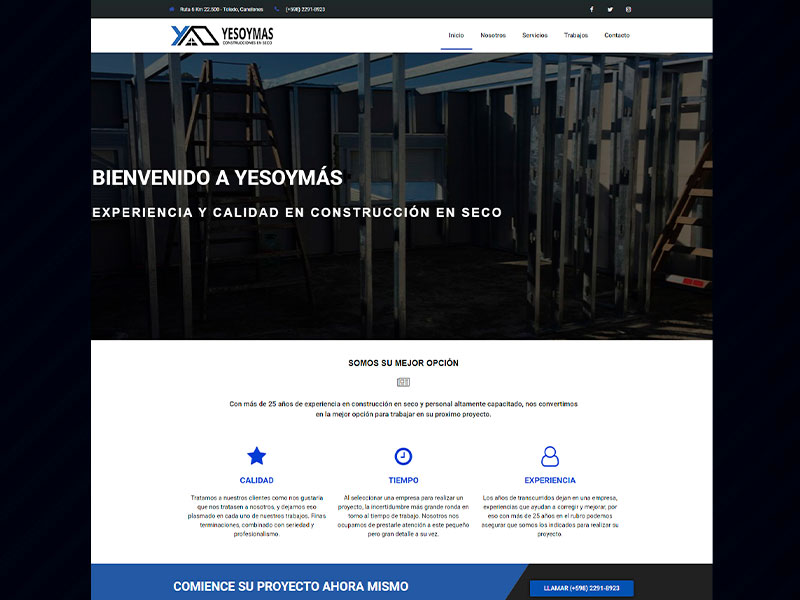 Ruta 6 Km 22.500 - Toledo, Canelones (+598) 2291-8923
YESOYMAS
CONSTRUCCIONES EN SECO
Inicio Nosotros Servicios Trabajos Contacto
BIENVENIDO A YESOYMÁS
EXPERIENCIA Y CALIDAD EN CONSTRUCCIÓN EN SECO
SOMOS SU MEJOR OPCIÓN
Con más de 25 años de experiencia en construcción en seco y personal altamente capacitado, nos convertimos
en la mejor opción para trabajar en su proximo proyecto.
CALIDAD
Tratamos a nuestros clientes como nos gustaría
que nos tratasen a nosotros, y dejamos eso
plasmado en cada uno de nuestros trabajos. Finas
terminaciones, combinado con seriedad y
profesionalismo.
TIEMPO
Al seleccionar una empresa para realizar un
proyecto, la incertidumbre más grande ronda en
torno al tiempo de trabajo. Nosotros nos
ocupamos de prestarle atención a este pequeño
pero gran detalle a su vez.
EXPERIENCIA
Los años de transcurridos dejan en una empresa,
experiencias que ayudan a corregir y mejorar, por
eso con más de 25 años en el rubro podemos
asegurar que somos los indicados para realizar su
proyecto.
COMIENCE SU PROYECTO AHORA MISMO
LLAMAR (+598) 2291-8923